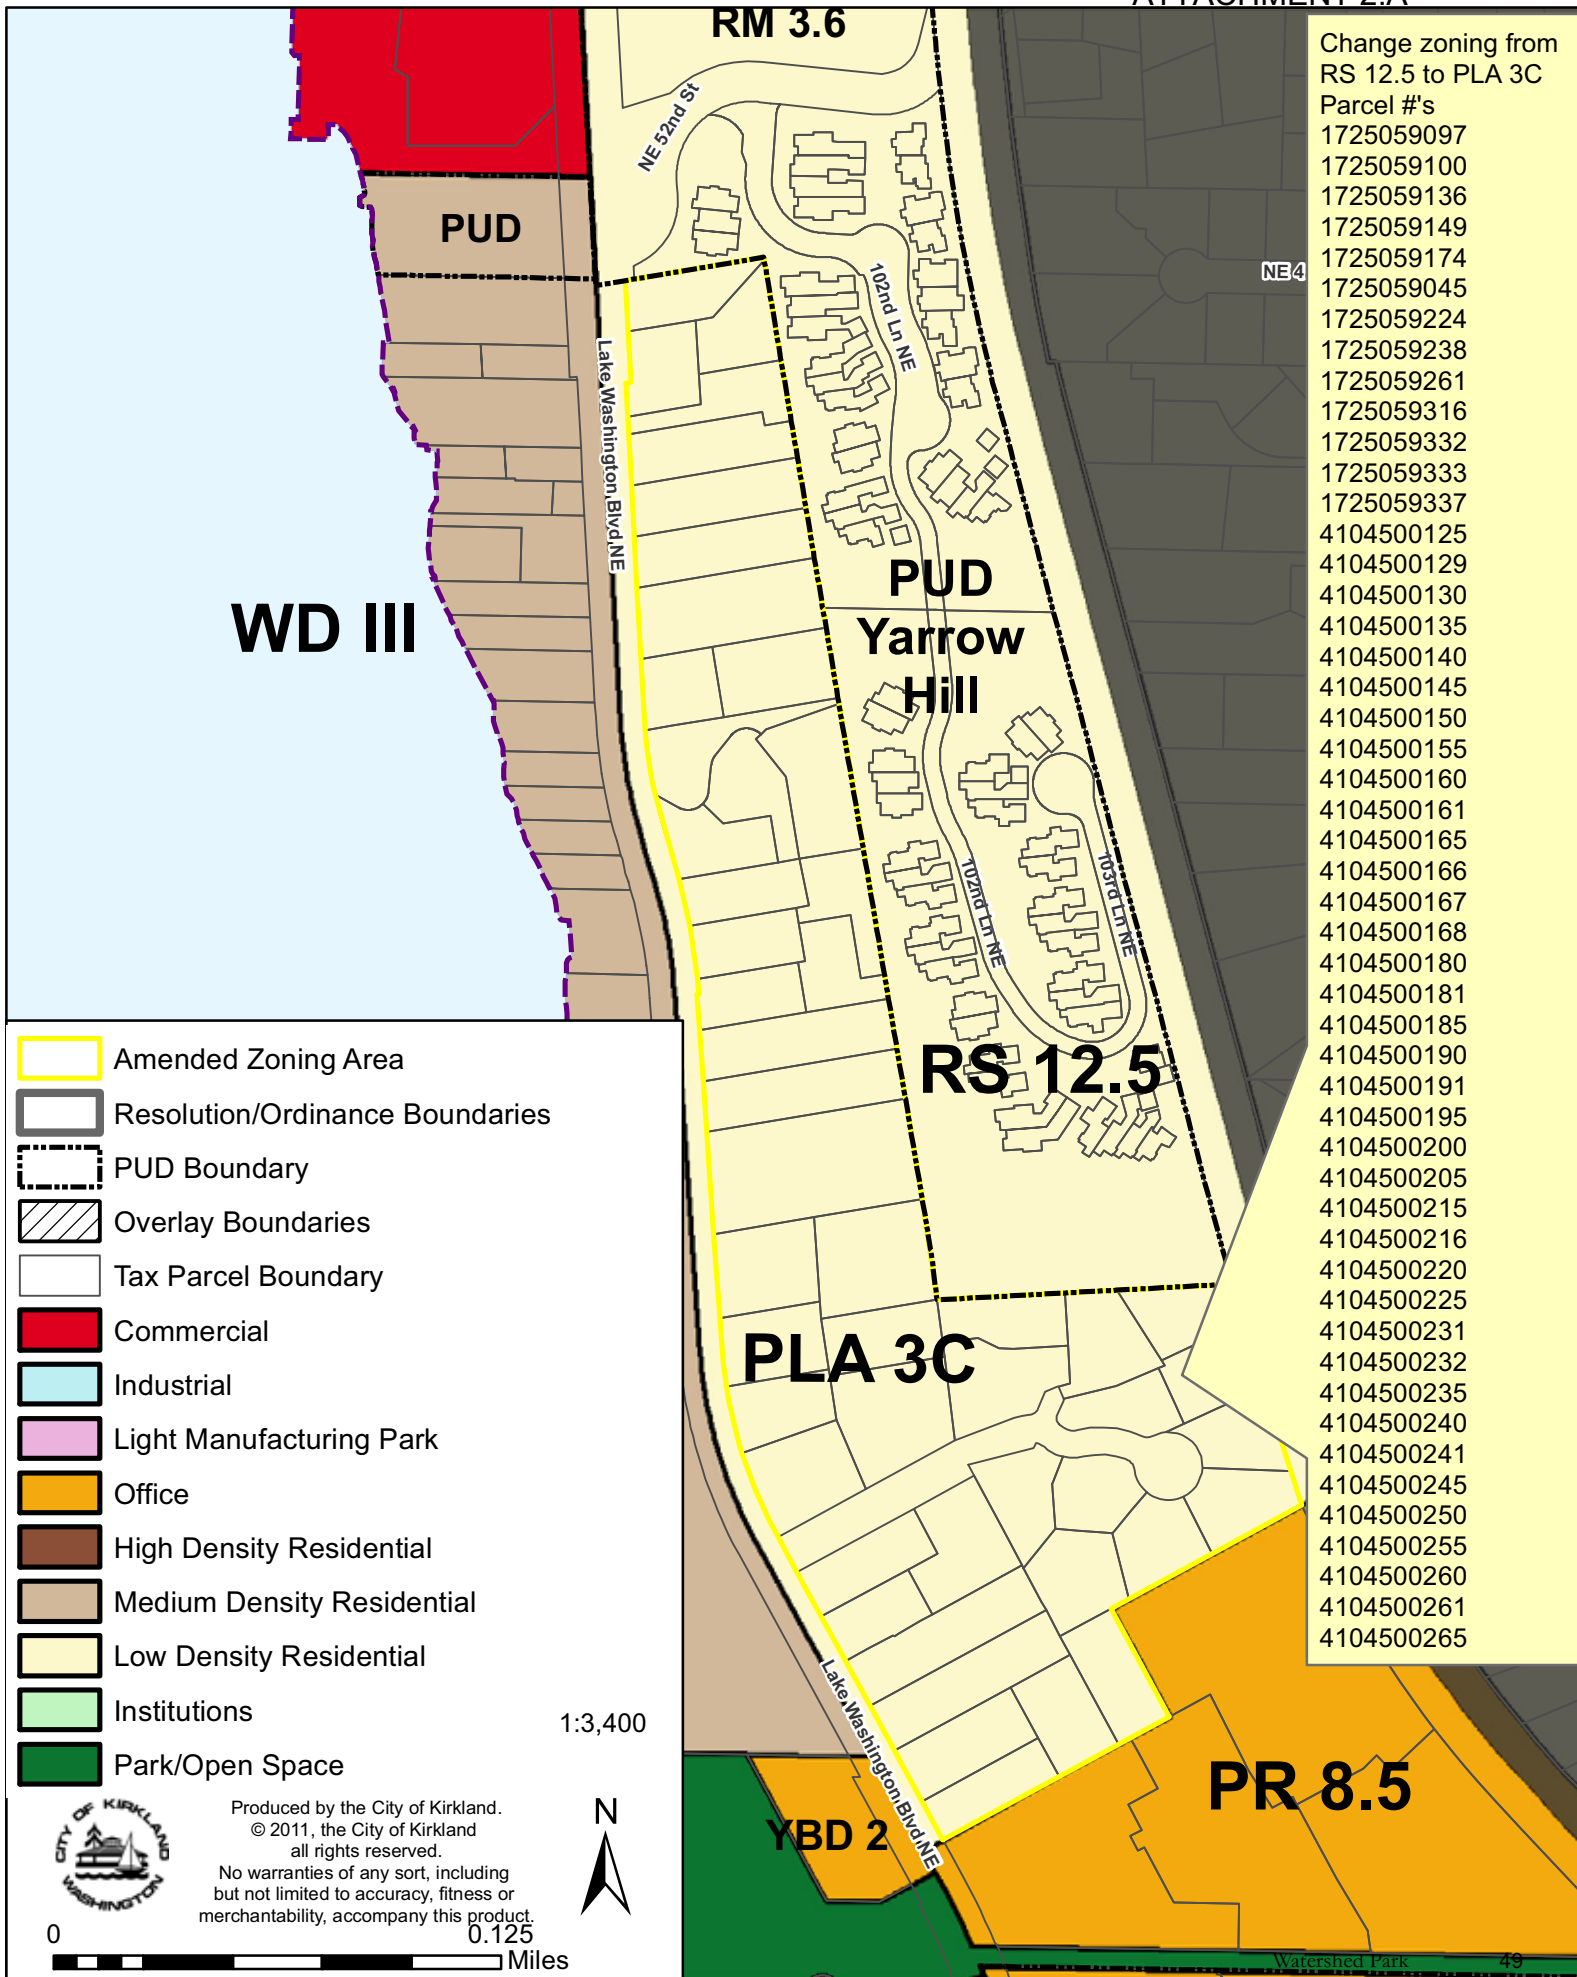 ATTACHMENT 2.A
RM 3.6
Change zoning from
RS 12.5 to PLA 3C
Parcel #'s
1725059097
1725059100
1725059136
1725059149
1725059174
1725059045
1725059224
1725059238
1725059261
1725059316
1725059332
1725059333
1725059337
4104500125
4104500129
4104500130
4104500135
4104500140
4104500145
4104500150
4104500155
4104500160
4104500161
4104500165
4104500166
4104500167
4104500168
4104500180
4104500181
4104500185
4104500190
4104500191
4104500195
4104500200
4104500205
4104500215
4104500216
4104500220
4104500225
4104500231
4104500232
4104500235
4104500240
4104500241
4104500245
4104500250
4104500255
4104500260
4104500261
4104500265
NE 52nd St
PUD
NE 4
102nd Ln NE
Lake Washington Blvd NE
WD III
PUD
Yarrow
Hill
102nd Ln NE
103rd Ln NE
RS 12.5
PLA 3C
Lake Washington Blvd NE
PR 8.5
YBD 2
Amended Zoning Area
Resolution/Ordinance Boundaries
PUD Boundary
Overlay Boundaries
Tax Parcel Boundary
Commercial
Industrial
Light Manufacturing Park
Office
High Density Residential
Medium Density Residential
Low Density Residential
Institutions
1:3,400
Park/Open Space
CITY OF KIRKLAND
WASHINGTON
Produced by the City of Kirkland.
© 2011, the City of Kirkland
all rights reserved.
No warranties of any sort, including
but not limited to accuracy, fitness or
merchantability, accompany this product.
N
0 0.125
Miles
Watershed Park 49